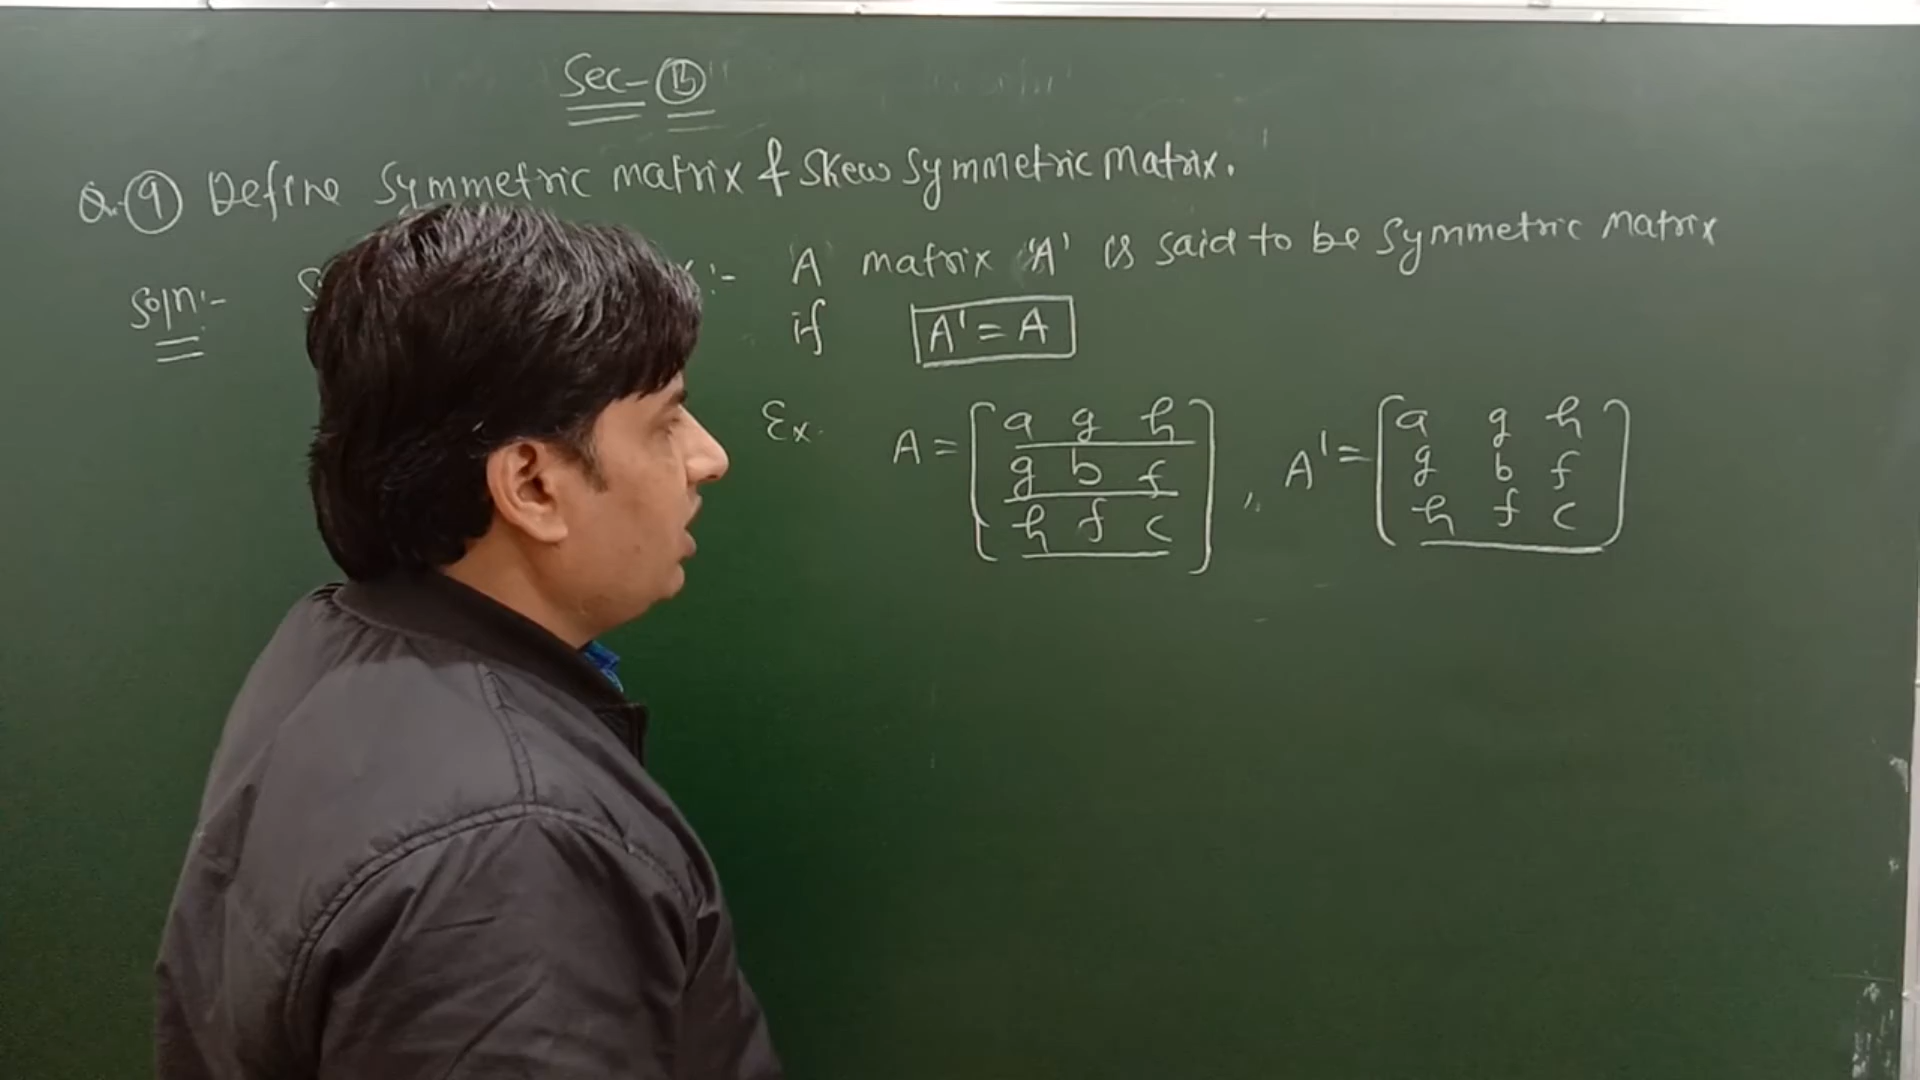 Sec-(B)
Q.(9) Define Symmetric matrix & Skew Symmetric Matrix.
Soln:- :- A matrix 'A' is said to be Symmetric Matrix
if A' = A
Ex. A = [ a g h , A' = [ a g h
g b f g b f
h f c ] h f c ]